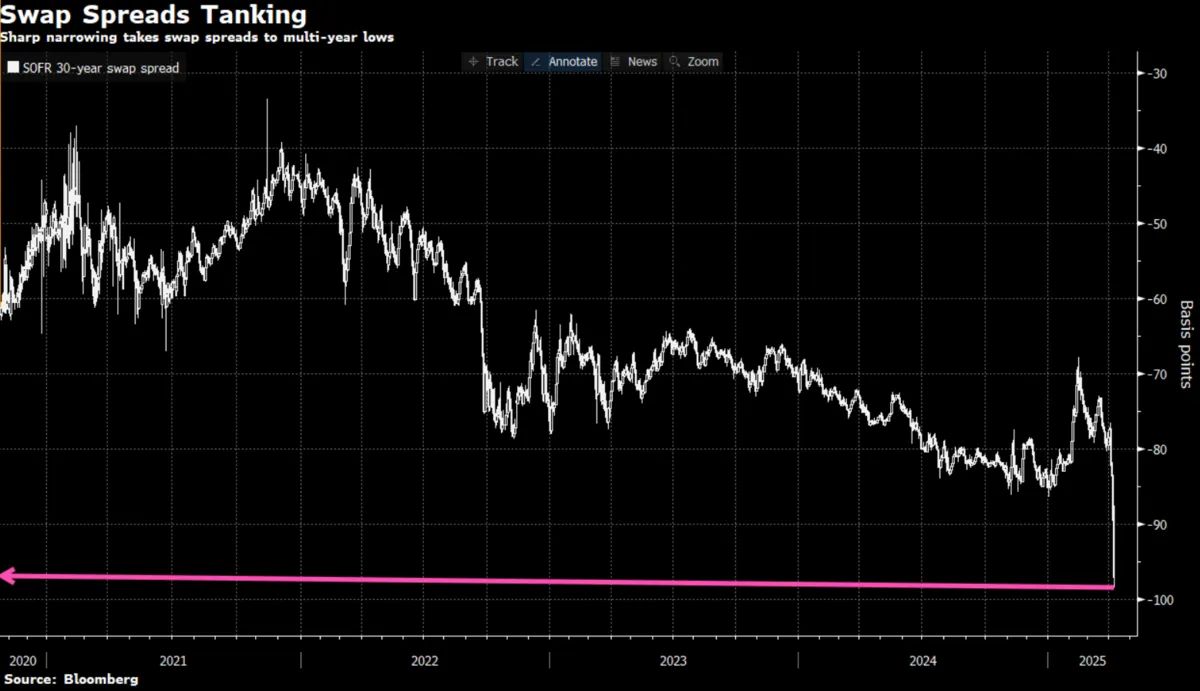 Swap Spreads Tanking
Sharp narrowing takes swap spreads to multi-year lows
SOFR 30-year swap spread
Track Annotate News Zoom
-30
-40
-50
-60
-70
-80
-90
-100
Basis points
2020 2021 2022 2023 2024 2025
Source: Bloomberg